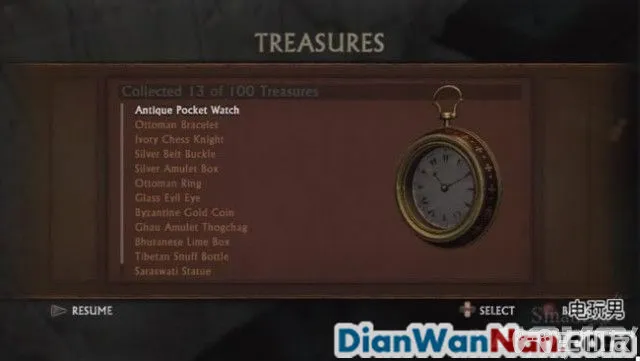 TREASURES
Collected 13 of 100 Treasures
Antique Pocket Watch
Ottoman Bracelet
Ivory Chess Knight
Silver Belt Buckle
Silver Amulet Box
Ottoman Ring
Glass Evil Eye
Byzantine Gold Coin
Ghau Amulet Thogchag
Bhutanese Lime Box
Tibetan Snuff Bottle
Saraswati Statue
RESUME
SELECT
电玩男
DianWanNan.com